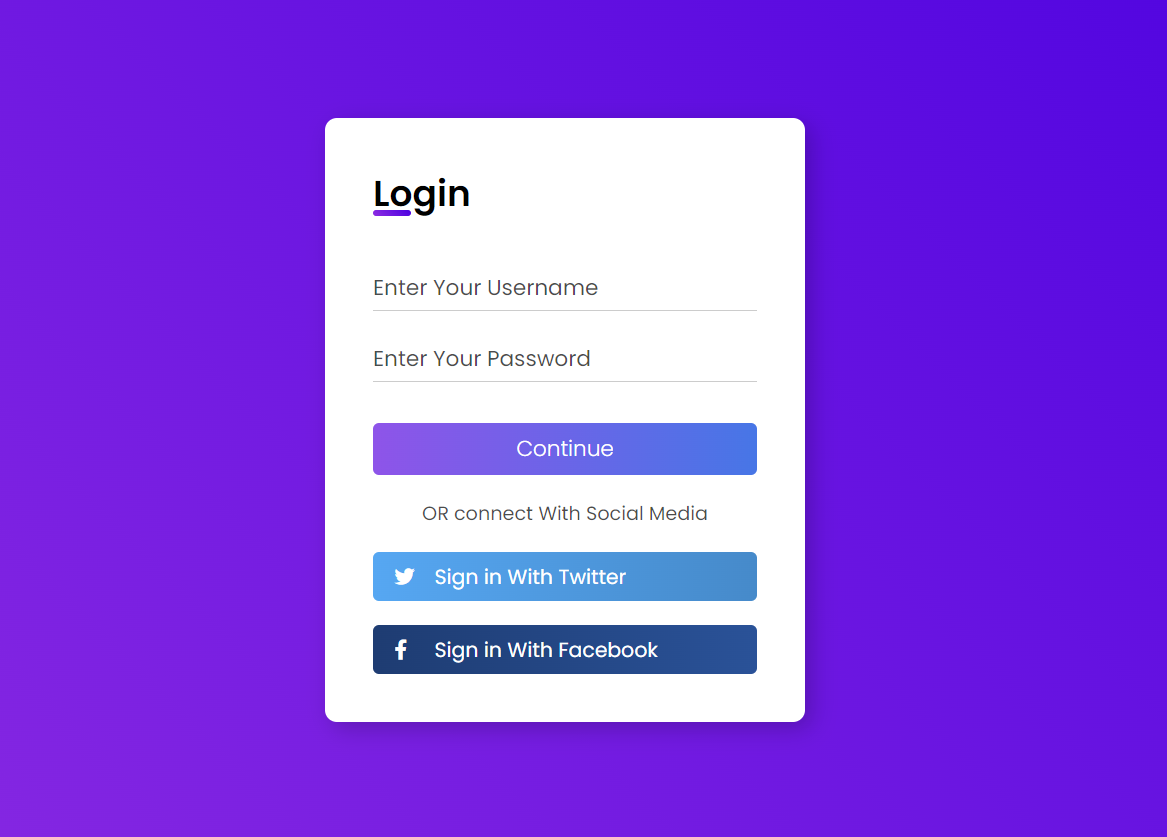 Login
Enter Your Username
Enter Your Password
Continue
OR connect With Social Media
Sign in With Twitter
Sign in With Facebook